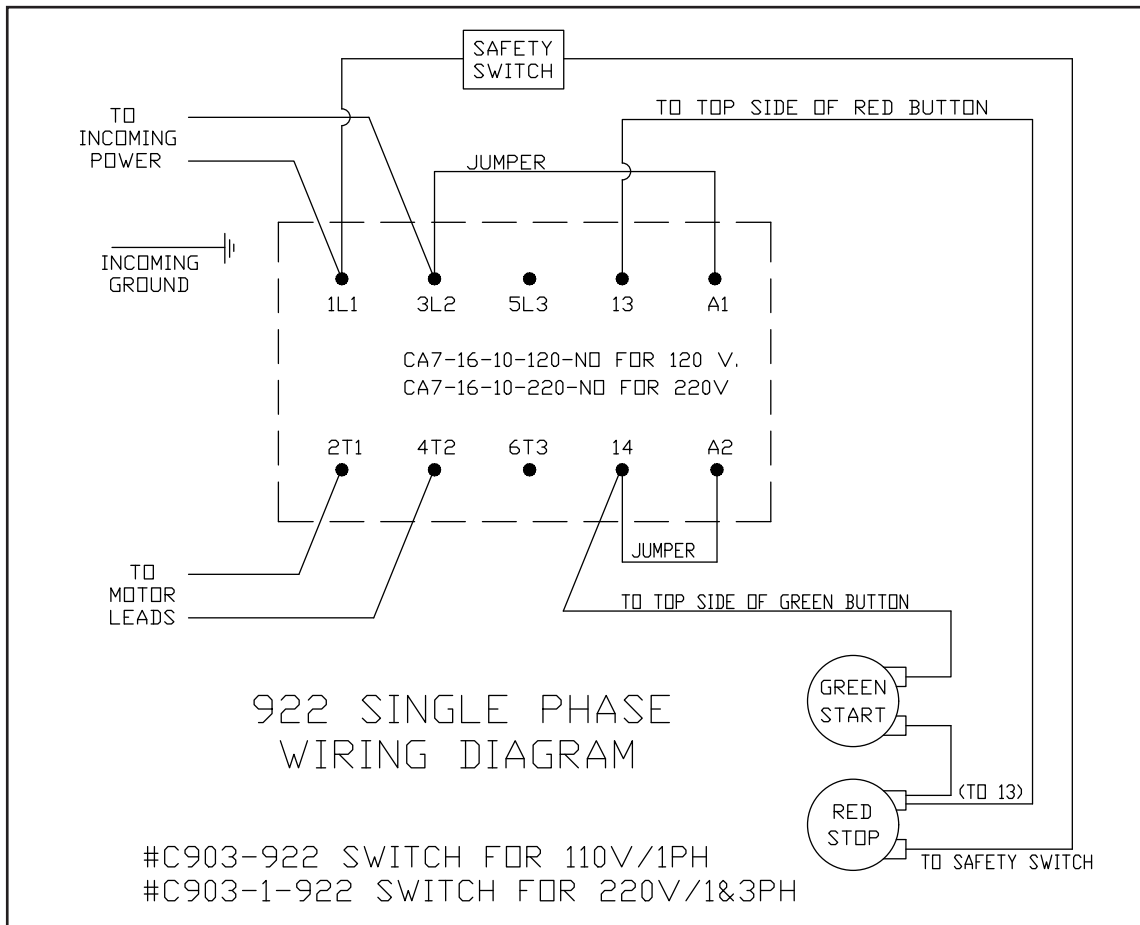 SAFETY
SWITCH
TO TOP SIDE OF RED BUTTON
TO
INCOMING
POWER
JUMPER
INCOMING
GROUND
1L1 3L2 5L3 13 A1
CA7-16-10-120-NO FOR 120 V.
CA7-16-10-220-NO FOR 220V
2T1 4T2 6T3 14 A2
JUMPER
TO
MOTOR
LEADS
TO TOP SIDE OF GREEN BUTTON
GREEN
START
922 SINGLE PHASE
WIRING DIAGRAM
(TO 13)
RED
STOP
TO SAFETY SWITCH
#C903-922 SWITCH FOR 110V/1PH
#C903-1-922 SWITCH FOR 220V/1&3PH